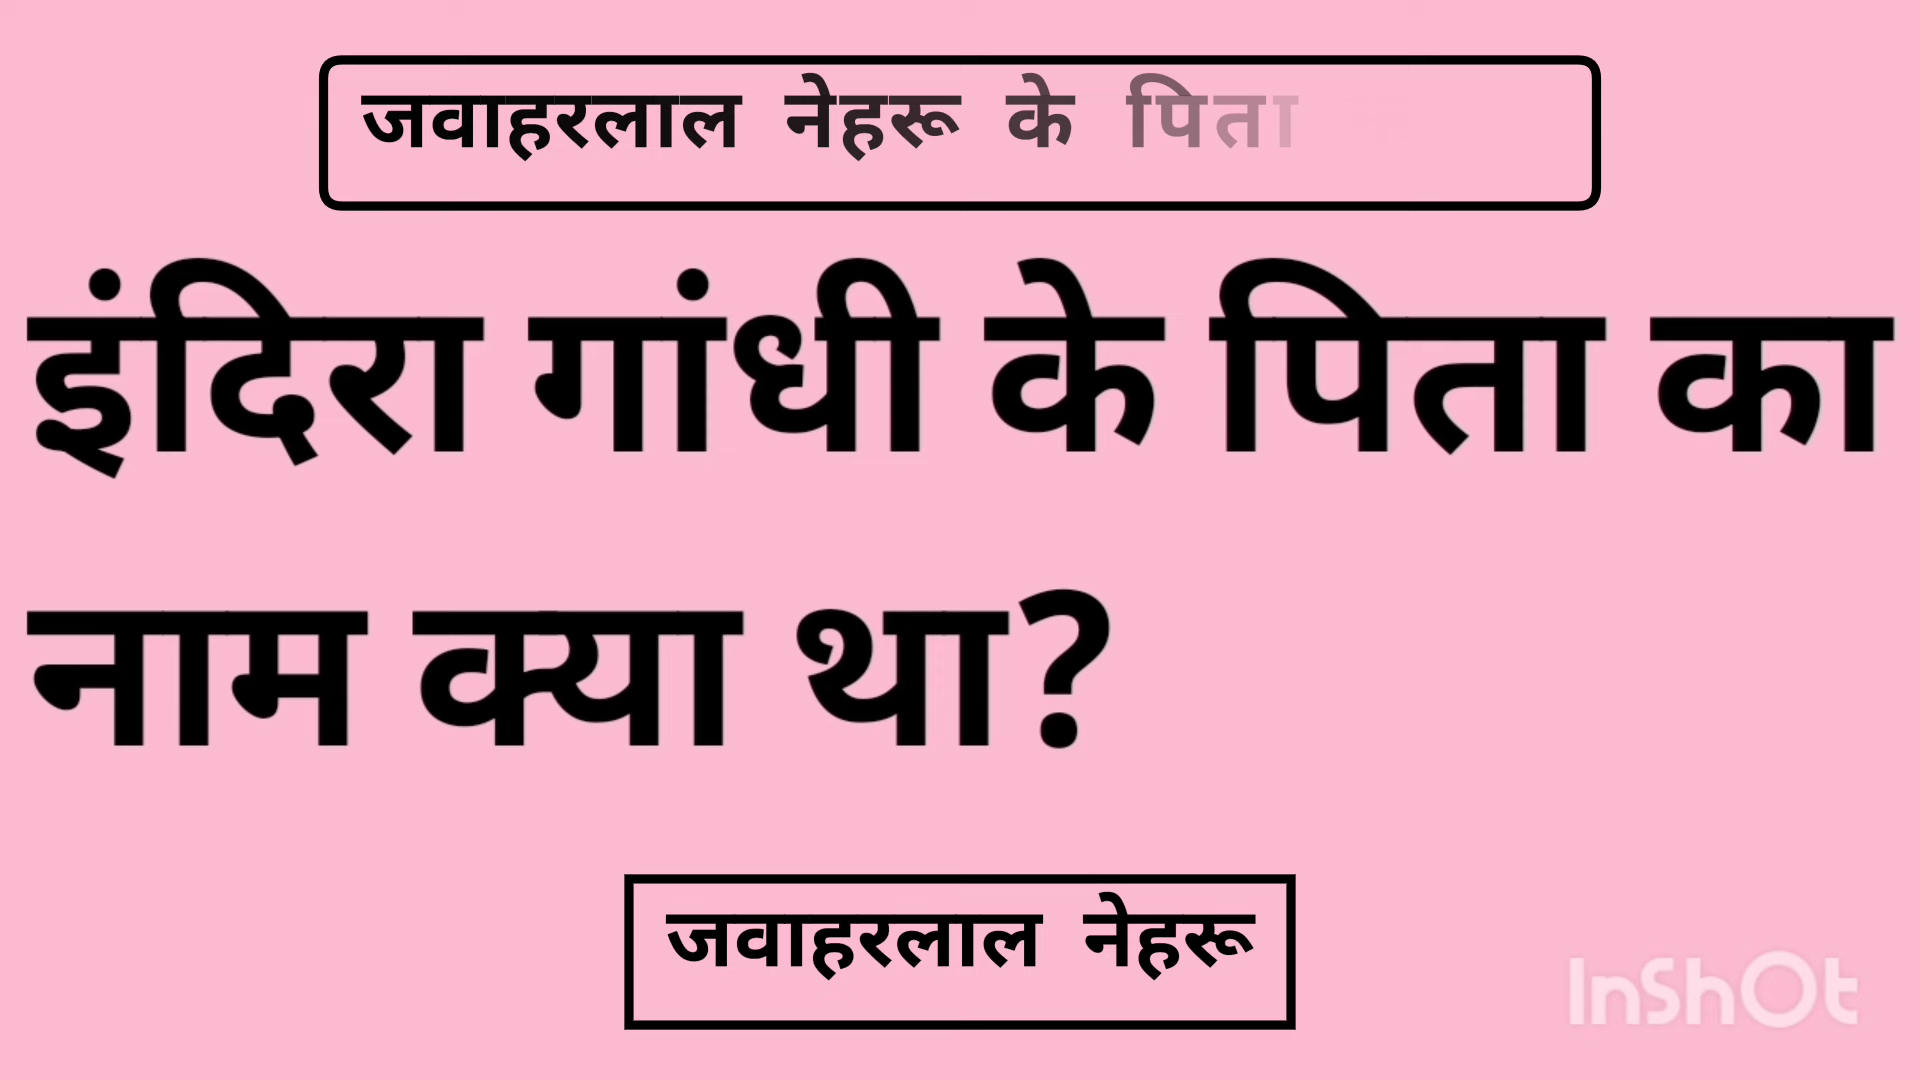 जवाहरलाल नेहरू के पिता
इंदिरा गांधी के पिता का
नाम क्या था?
जवाहरलाल नेहरू
InShOt